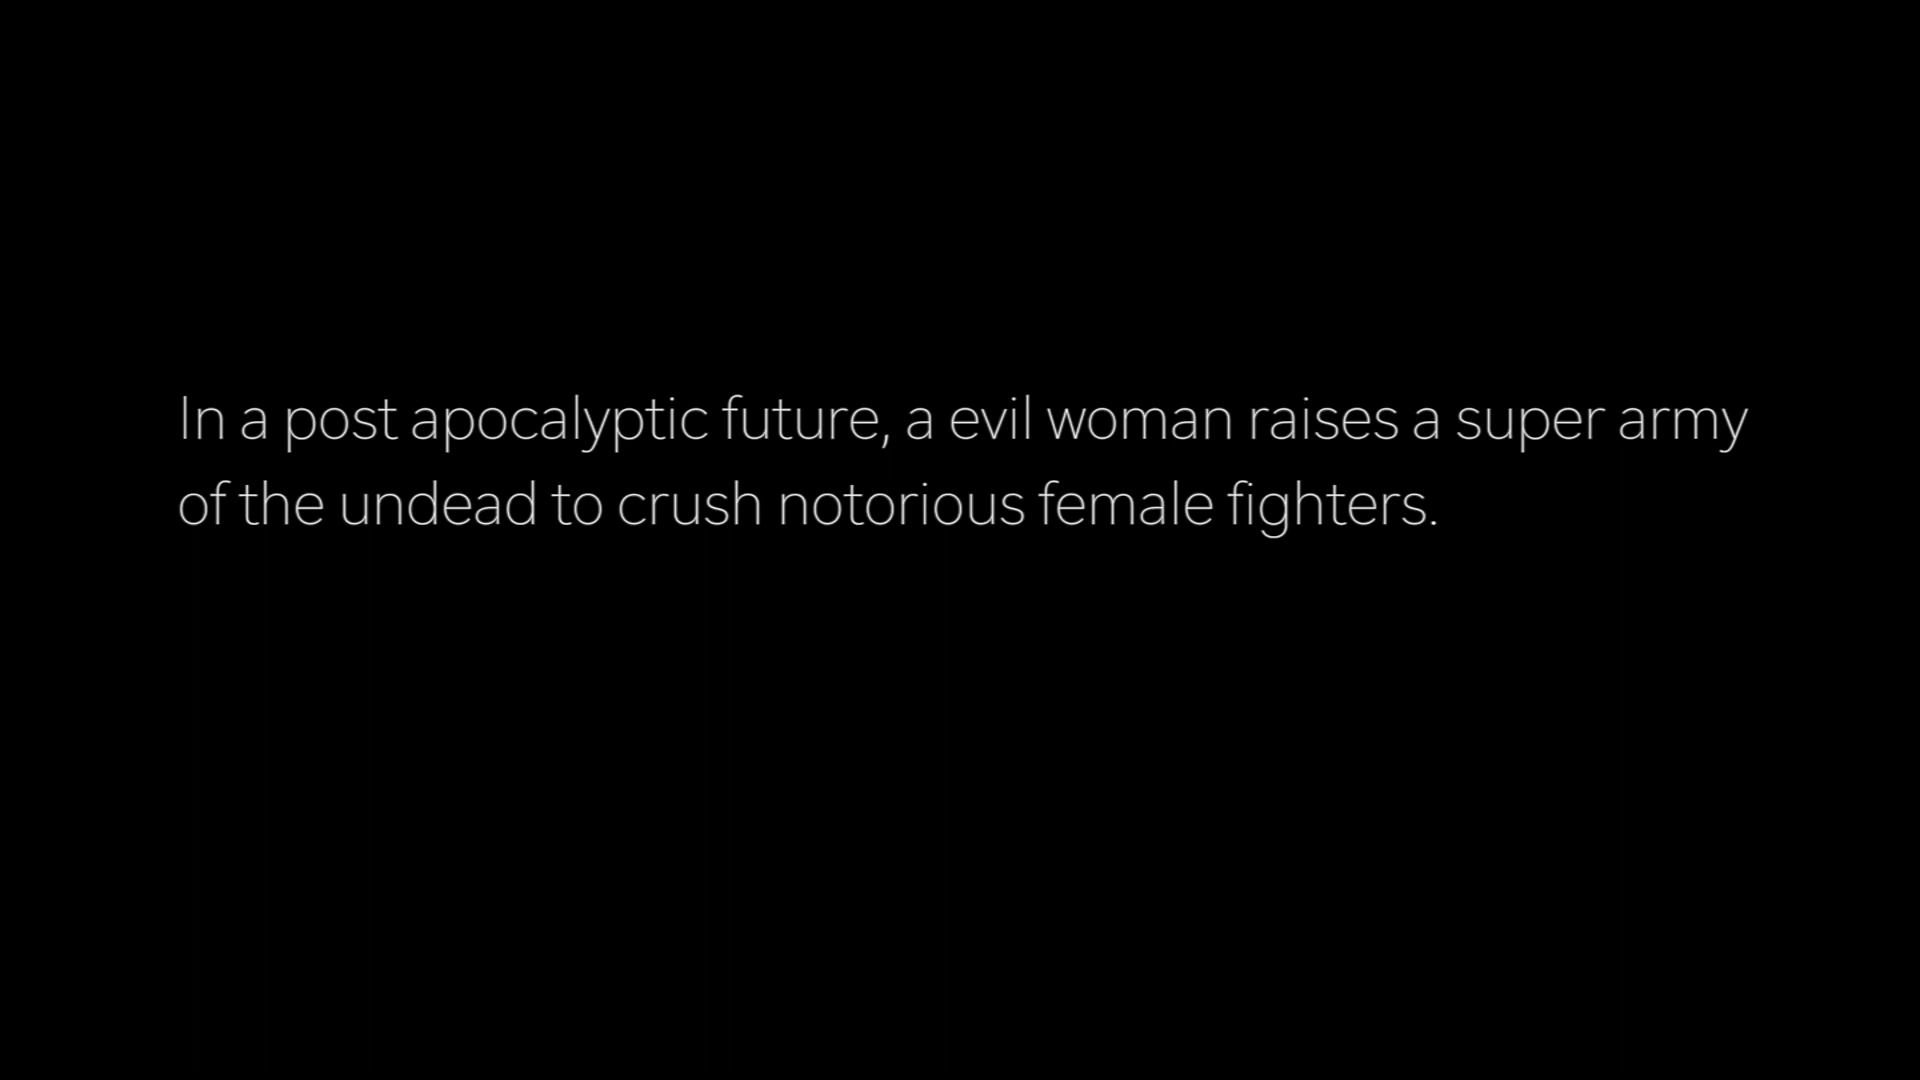 In a post apocalyptic future, a evil woman raises a super army
of the undead to crush notorious female fighters.